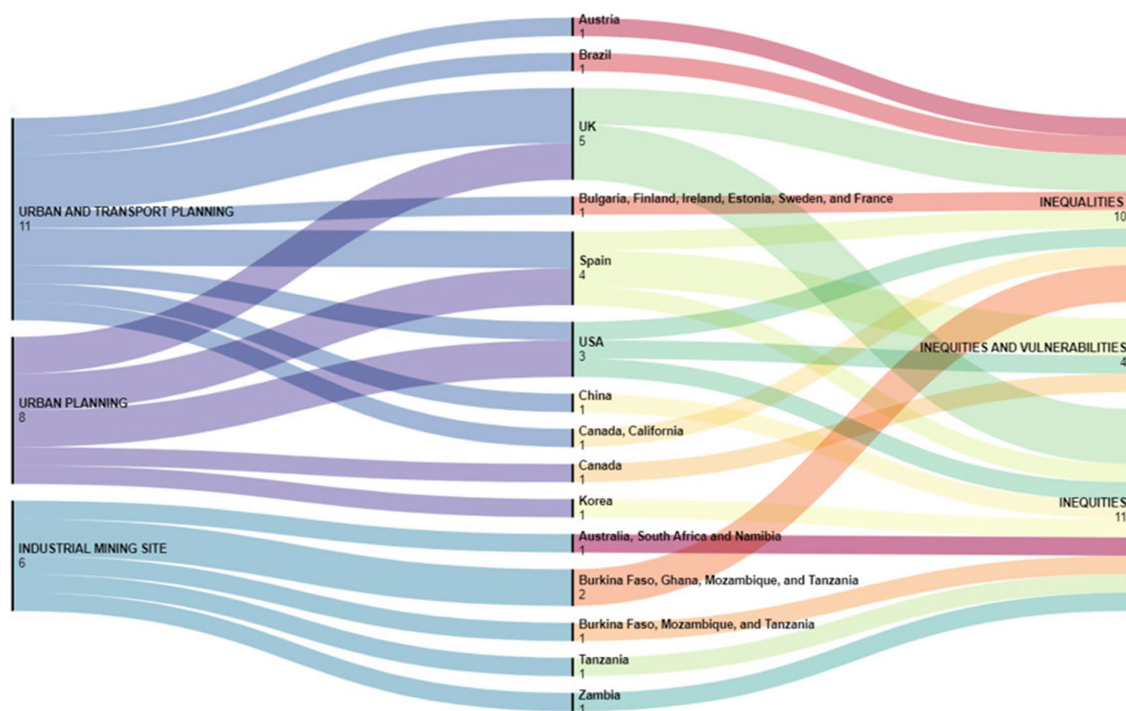 URBAN AND TRANSPORT PLANNING
11
URBAN PLANNING
8
INDUSTRIAL MINING SITE
6
Austria
1
Brazil
1
UK
5
Bulgaria, Finland, Ireland, Estonia, Sweden, and France
1
Spain
4
USA
3
China
1
Canada, California
1
Canada
1
Korea
1
Australia, South Africa and Namibia
1
Burkina Faso, Ghana, Mozambique, and Tanzania
2
Burkina Faso, Mozambique, and Tanzania
1
Tanzania
1
Zambia
1
INEQUALITIES
10
INEQUITIES AND VULNERABILITIES
4
INEQUITIES
11